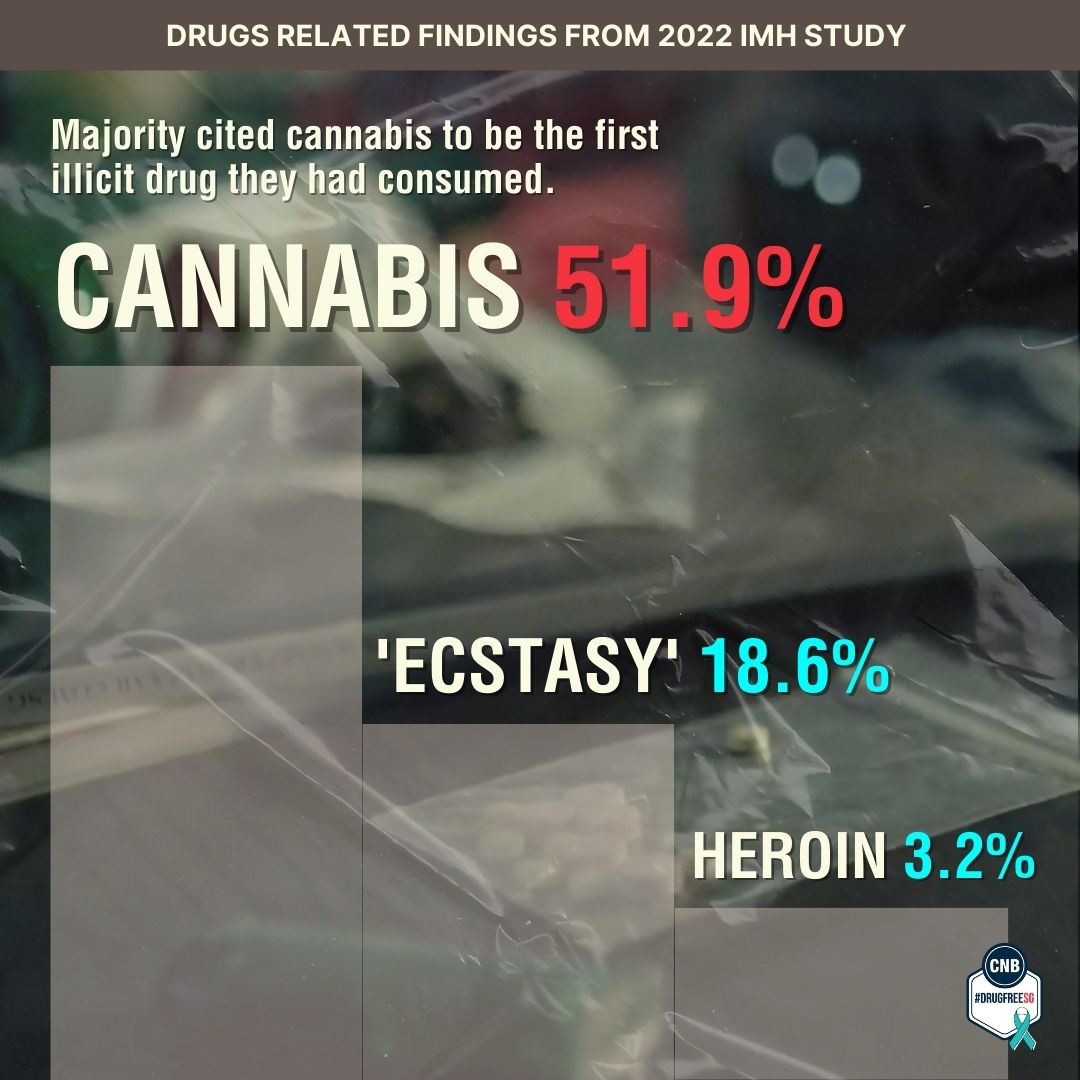 DRUGS RELATED FINDINGS FROM 2022 IMH STUDY
Majority cited cannabis to be the first
illicit drug they had consumed.
CANNABIS 51.9%
'ECSTASY' 18.6%
HEROIN 3.2%
CNB
#DRUGFREESG